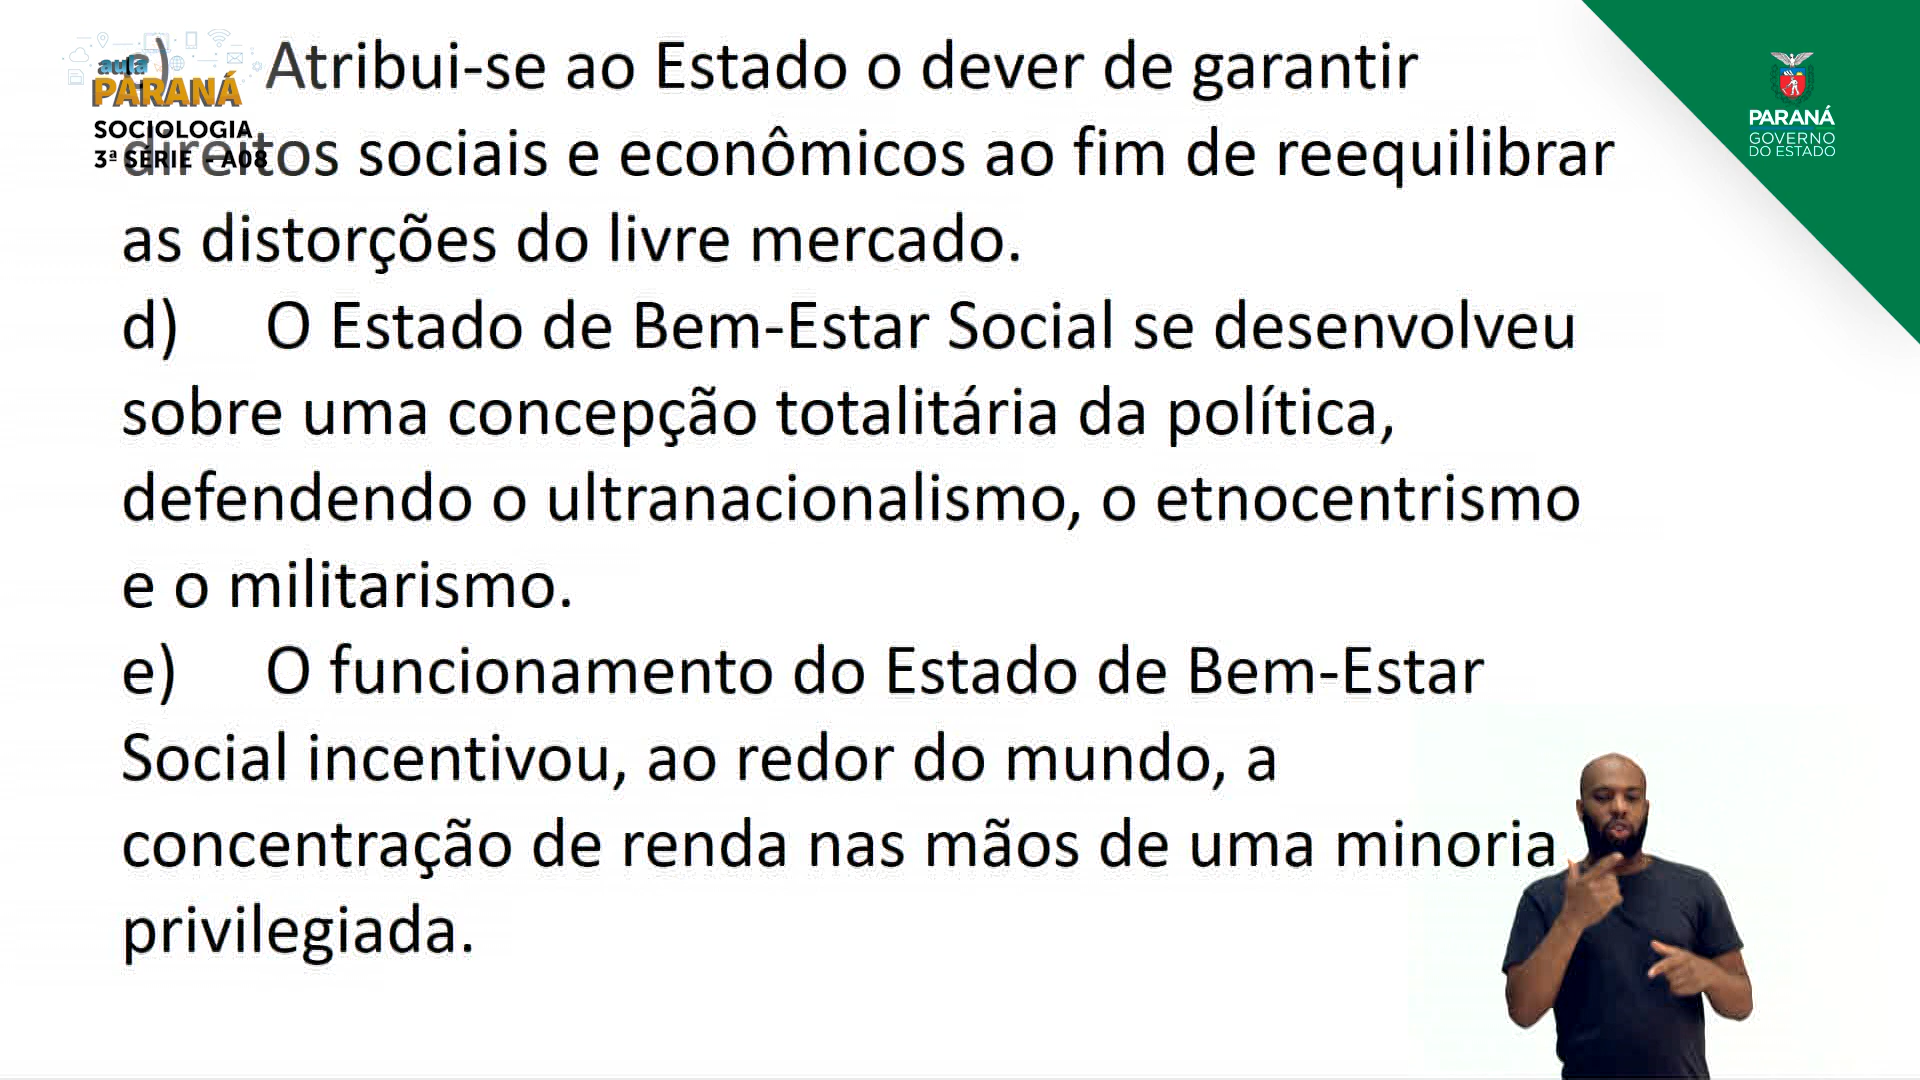 aula
PARANÁ
SOCIOLOGIA
3ª SÉRIE - A08
Atribui-se ao Estado o dever de garantir
direitos sociais e econômicos ao fim de reequilibrar
as distorções do livre mercado.
d) O Estado de Bem-Estar Social se desenvolveu
sobre uma concepção totalitária da política,
defendendo o ultranacionalismo, o etnocentrismo
e o militarismo.
e) O funcionamento do Estado de Bem-Estar
Social incentivou, ao redor do mundo, a
concentração de renda nas mãos de uma minoria
privilegiada.
PARANÁ
GOVERNO
DO ESTADO